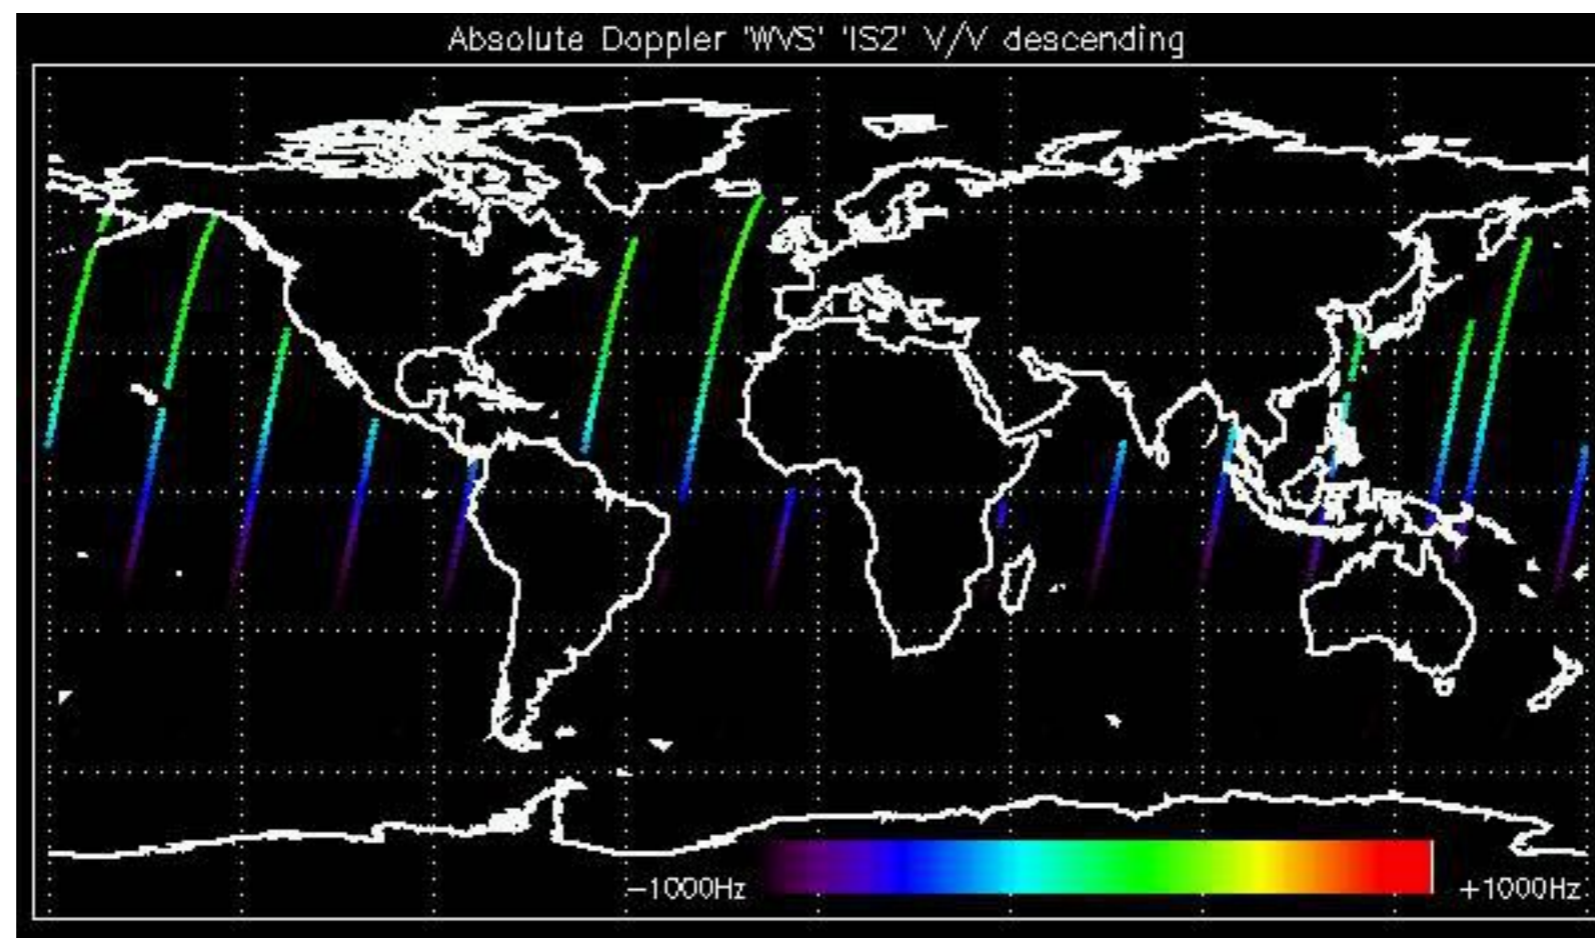 Absolute Doppler 'WVS' 'IS2' V/V descending
-1000Hz
+1000Hz